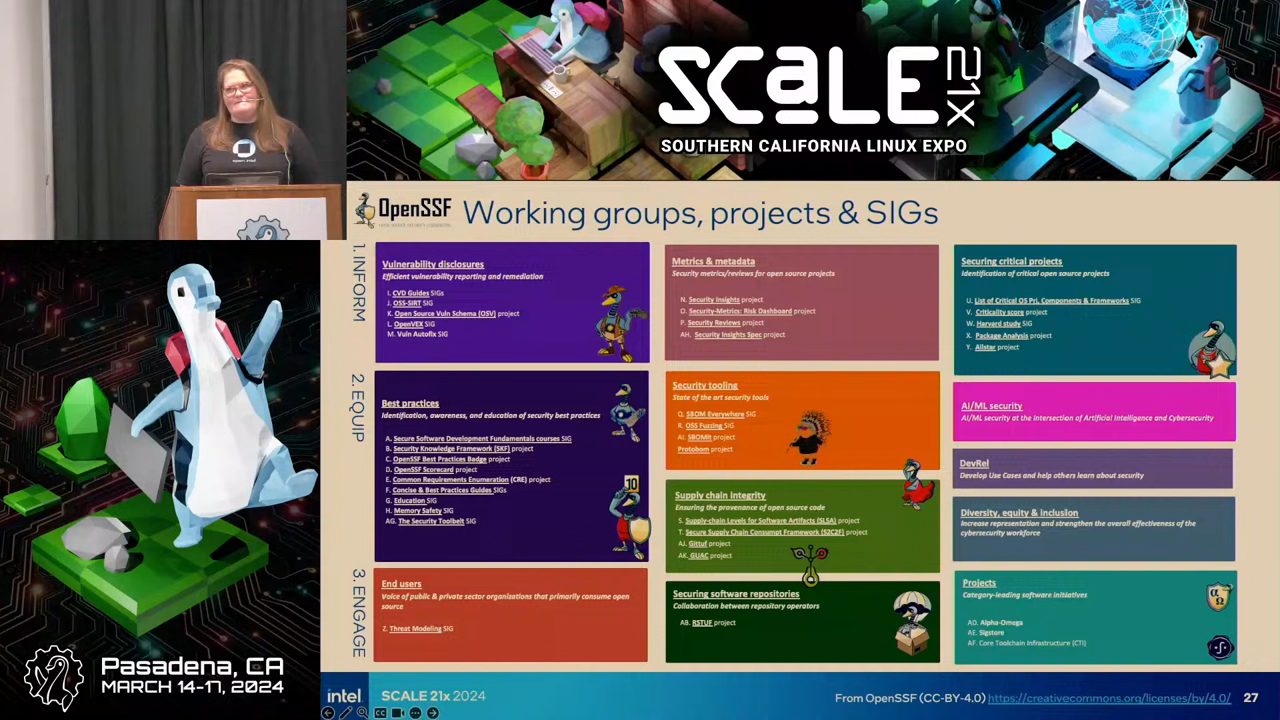 SCaLE 21x
SOUTHERN CALIFORNIA LINUX EXPO
open.intel
OpenSSF
Working groups, projects & SIGs
1. INFORM
Vulnerability disclosures
Efficient vulnerability reporting and remediation
I. CVD Guides SIGs
J. OSS-SIRT SIG
K. Open Source Vuln Schema (OSV) project
L. OpenVEX SIG
M. Vuln Autofix SIG
Metrics & metadata
Security metrics/reviews for open source projects
N. Security Insights project
O. Security-Metrics: Risk Dashboard project
P. Security Reviews project
AH. Security Insights Spec project
Securing critical projects
Identification of critical open source projects
U. List of Critical OS Prj, Components & Frameworks SIG
V. Criticality score project
W. Harvard study SIG
X. Package Analysis project
Y. Allstar project
2. EQUIP
Best practices
Identification, awareness, and education of security best practices
A. Secure Software Development Fundamentals courses SIG
B. Security Knowledge Framework (SKF) project
C. OpenSSF Best Practices Badge project
D. OpenSSF Scorecard project
E. Common Requirements Enumeration (CRE) project
F. Concise & Best Practices Guides SIGs
G. Education SIG
H. Memory Safety SIG
AG. The Security Toolbelt SIG
10
Security tooling
State of the art security tools
Q. SBOM Everywhere SIG
R. OSS Fuzzing SIG
AI. SBOMit project
Protobom project
AI/ML security
AI/ML security at the intersection of Artificial Intelligence and Cybersecurity
DevRel
Develop Use Cases and help others learn about security
Supply chain integrity
Ensuring the provenance of open source code
S. Supply-chain Levels for Software Artifacts (SLSA) project
T. Secure Supply Chain Consumpt Framework (S2C2F) project
AJ. Gittuf project
AK. GUAC project
Diversity, equity & inclusion
Increase representation and strengthen the overall effectiveness of the
cybersecurity workforce
3. ENGAGE
End users
Voice of public & private sector organizations that primarily consume open
source
Z. Threat Modeling SIG
Securing software repositories
Collaboration between repository operators
AB. RSTUF project
Projects
Category-leading software initiatives
AD. Alpha-Omega
AE. Sigstore
AF. Core Toolchain Infrastructure (CTI)
α Ω
Pasadena, CA
MARCH 14-17, 2024
intel
SCALE 21x 2024
From OpenSSF (CC-BY-4.0) https://creativecommons.org/licenses/by/4.0/
27
CC